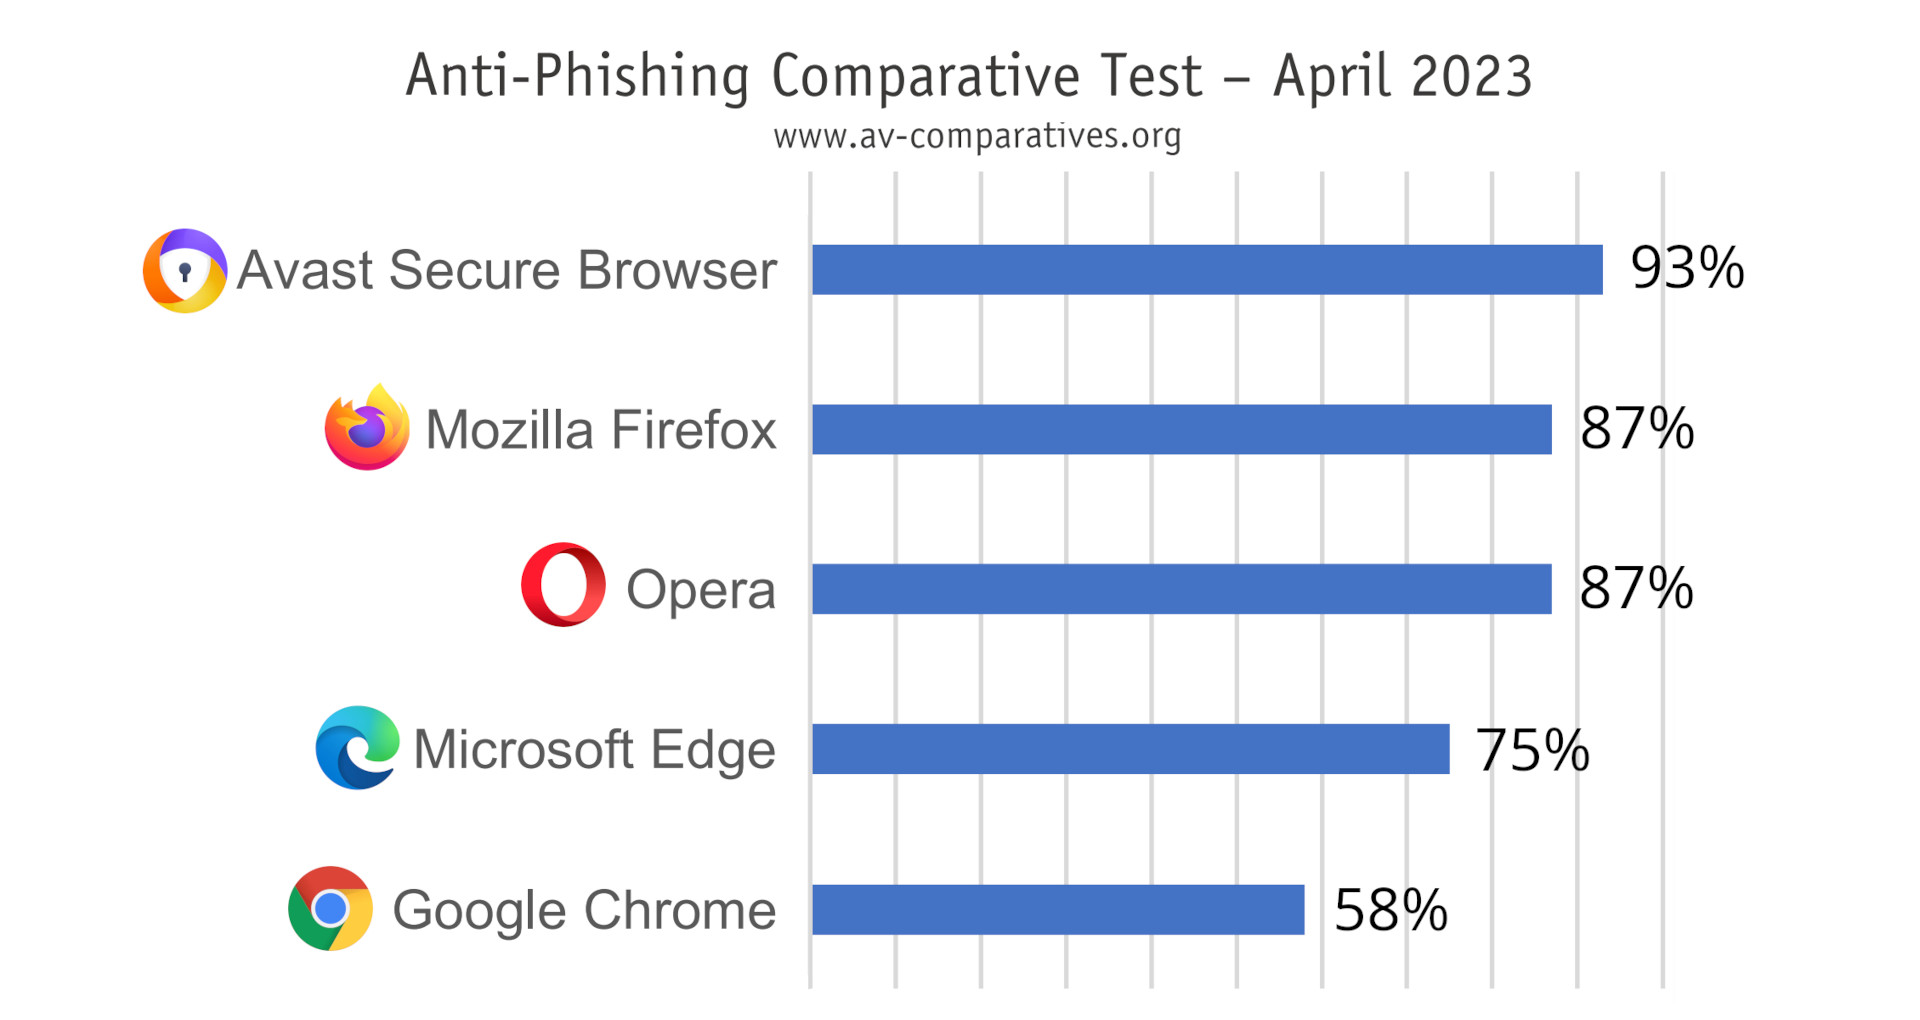 Anti-Phishing Comparative Test – April 2023
www.av-comparatives.org
Avast Secure Browser 93%
Mozilla Firefox 87%
Opera 87%
Microsoft Edge 75%
Google Chrome 58%